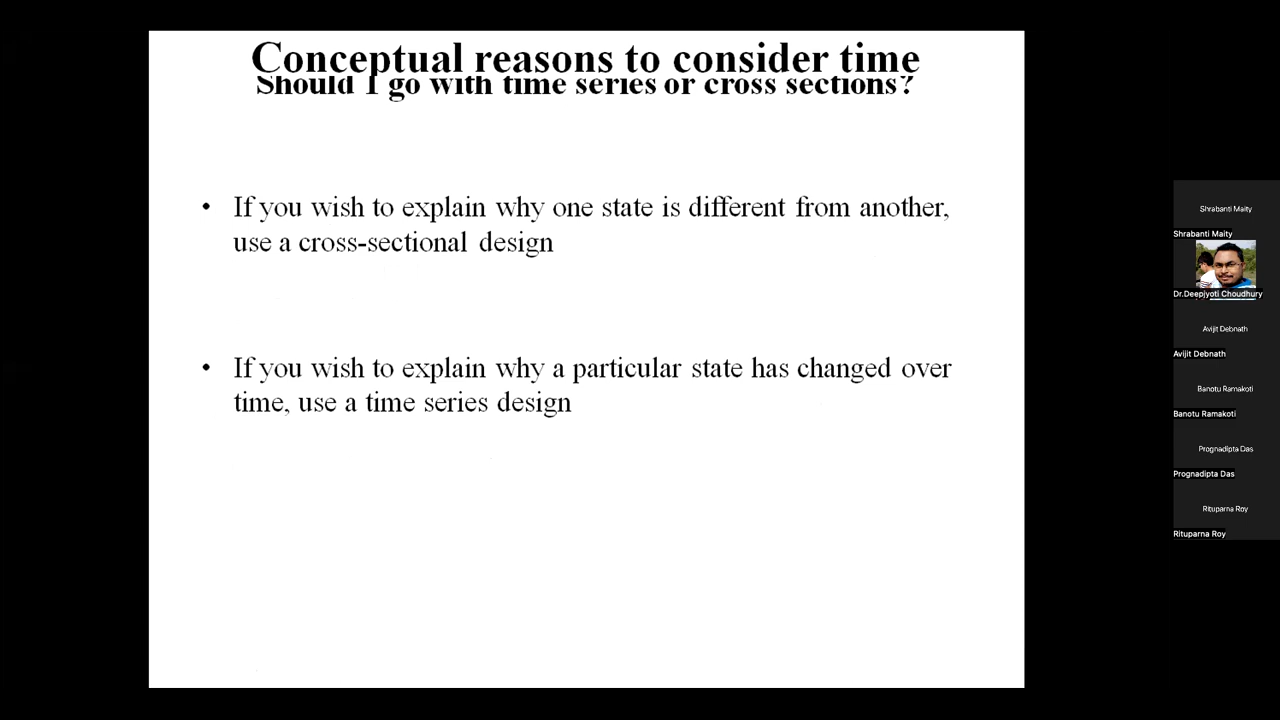 Conceptual reasons to consider time
Should I go with time series or cross sections?
• If you wish to explain why one state is different from another,
use a cross-sectional design
• If you wish to explain why a particular state has changed over
time, use a time series design
Shrabanti Maity
Shrabanti Maity
Dr.Deepjyoti Choudhury
Avijit Debnath
Avijit Debnath
Banotu Ramakoti
Banotu Ramakoti
Prognadipta Das
Prognadipta Das
Rituparna Roy
Rituparna Roy